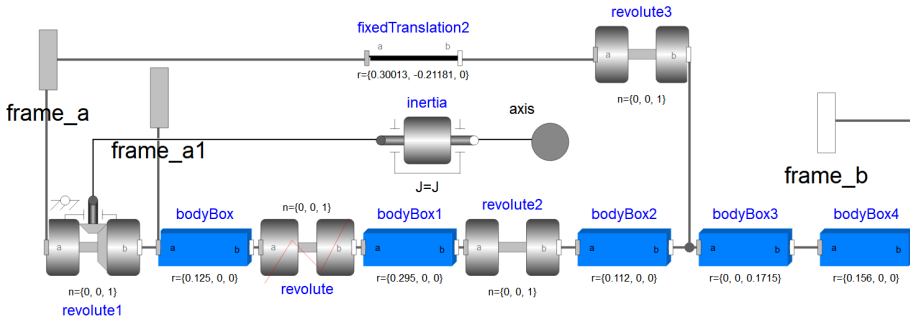 fixedTranslation2
a b
r={0.30013, -0.21181, 0}
revolute3
a b
n={0, 0, 1}
frame_a
inertia
axis
J=J
frame_a1
frame_b
revolute1
a b
n={0, 0, 1}
bodyBox
a b
r={0.125, 0, 0}
n={0, 0, 1}
a b
revolute
bodyBox1
a b
r={0.295, 0, 0}
revolute2
a b
n={0, 0, 1}
bodyBox2
a b
r={0.112, 0, 0}
bodyBox3
a b
r={0, 0, 0.1715}
bodyBox4
a b
r={0.156, 0, 0}